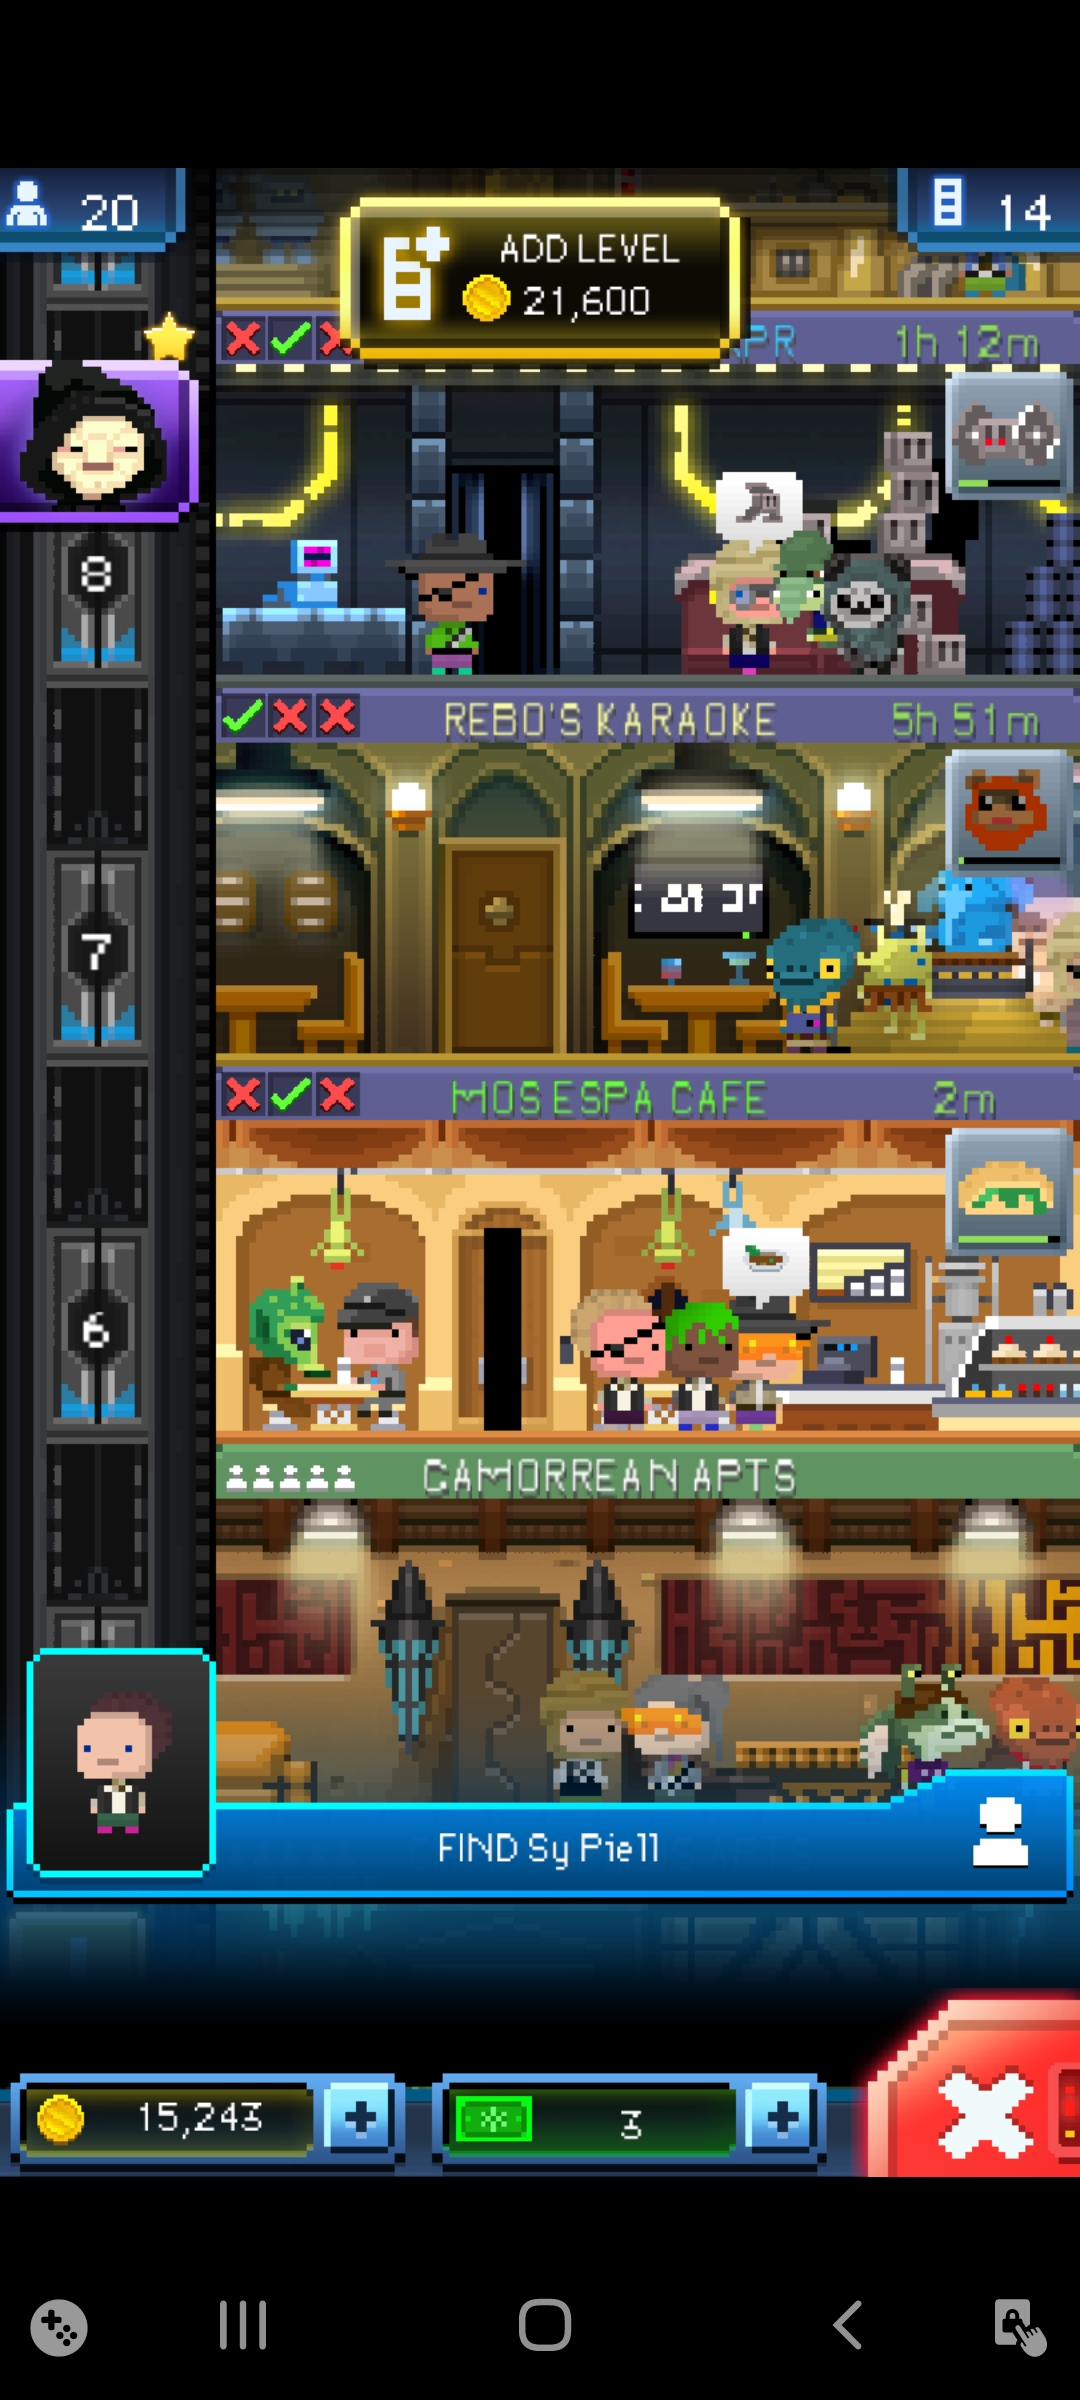 20
ADD LEVEL
21,600
14
PR
1h 12m
8
REBO'S KARAOKE
5h 51m
7
MOS ESPA CAFE
2m
6
CAMORREAN APTS
FIND Sy Piell
15,243
3